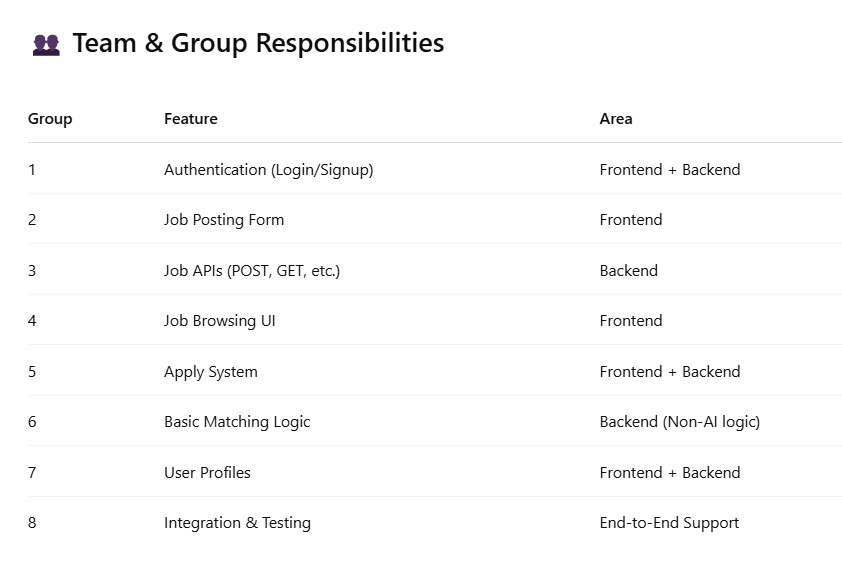 Team & Group Responsibilities
Group Feature Area
1 Authentication (Login/Signup) Frontend + Backend
2 Job Posting Form Frontend
3 Job APIs (POST, GET, etc.) Backend
4 Job Browsing UI Frontend
5 Apply System Frontend + Backend
6 Basic Matching Logic Backend (Non-AI logic)
7 User Profiles Frontend + Backend
8 Integration & Testing End-to-End Support